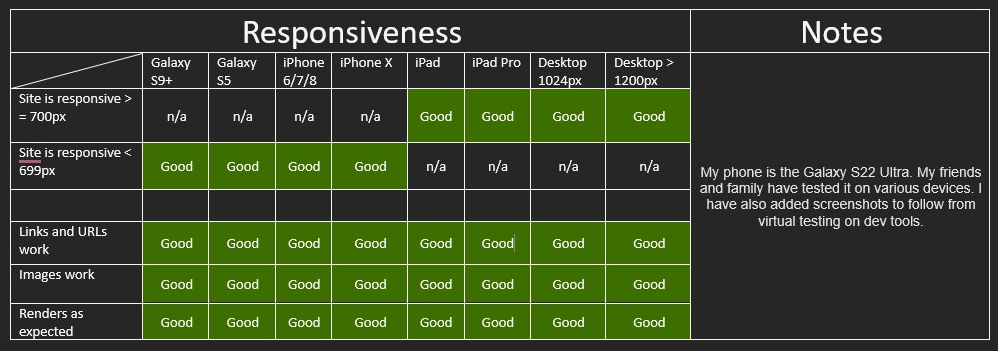 Responsiveness Notes
Galaxy S9+ Galaxy S5 iPhone 6/7/8 iPhone X iPad iPad Pro Desktop 1024px Desktop > 1200px
Site is responsive > = 700px n/a n/a n/a n/a Good Good Good Good
Site is responsive < 699px Good Good Good Good n/a n/a n/a n/a
Links and URLs work Good Good Good Good Good Good Good Good
Images work Good Good Good Good Good Good Good Good
Renders as expected Good Good Good Good Good Good Good Good
My phone is the Galaxy S22 Ultra. My friends
and family have tested it on various devices. I
have also added screenshots to follow from
virtual testing on dev tools.